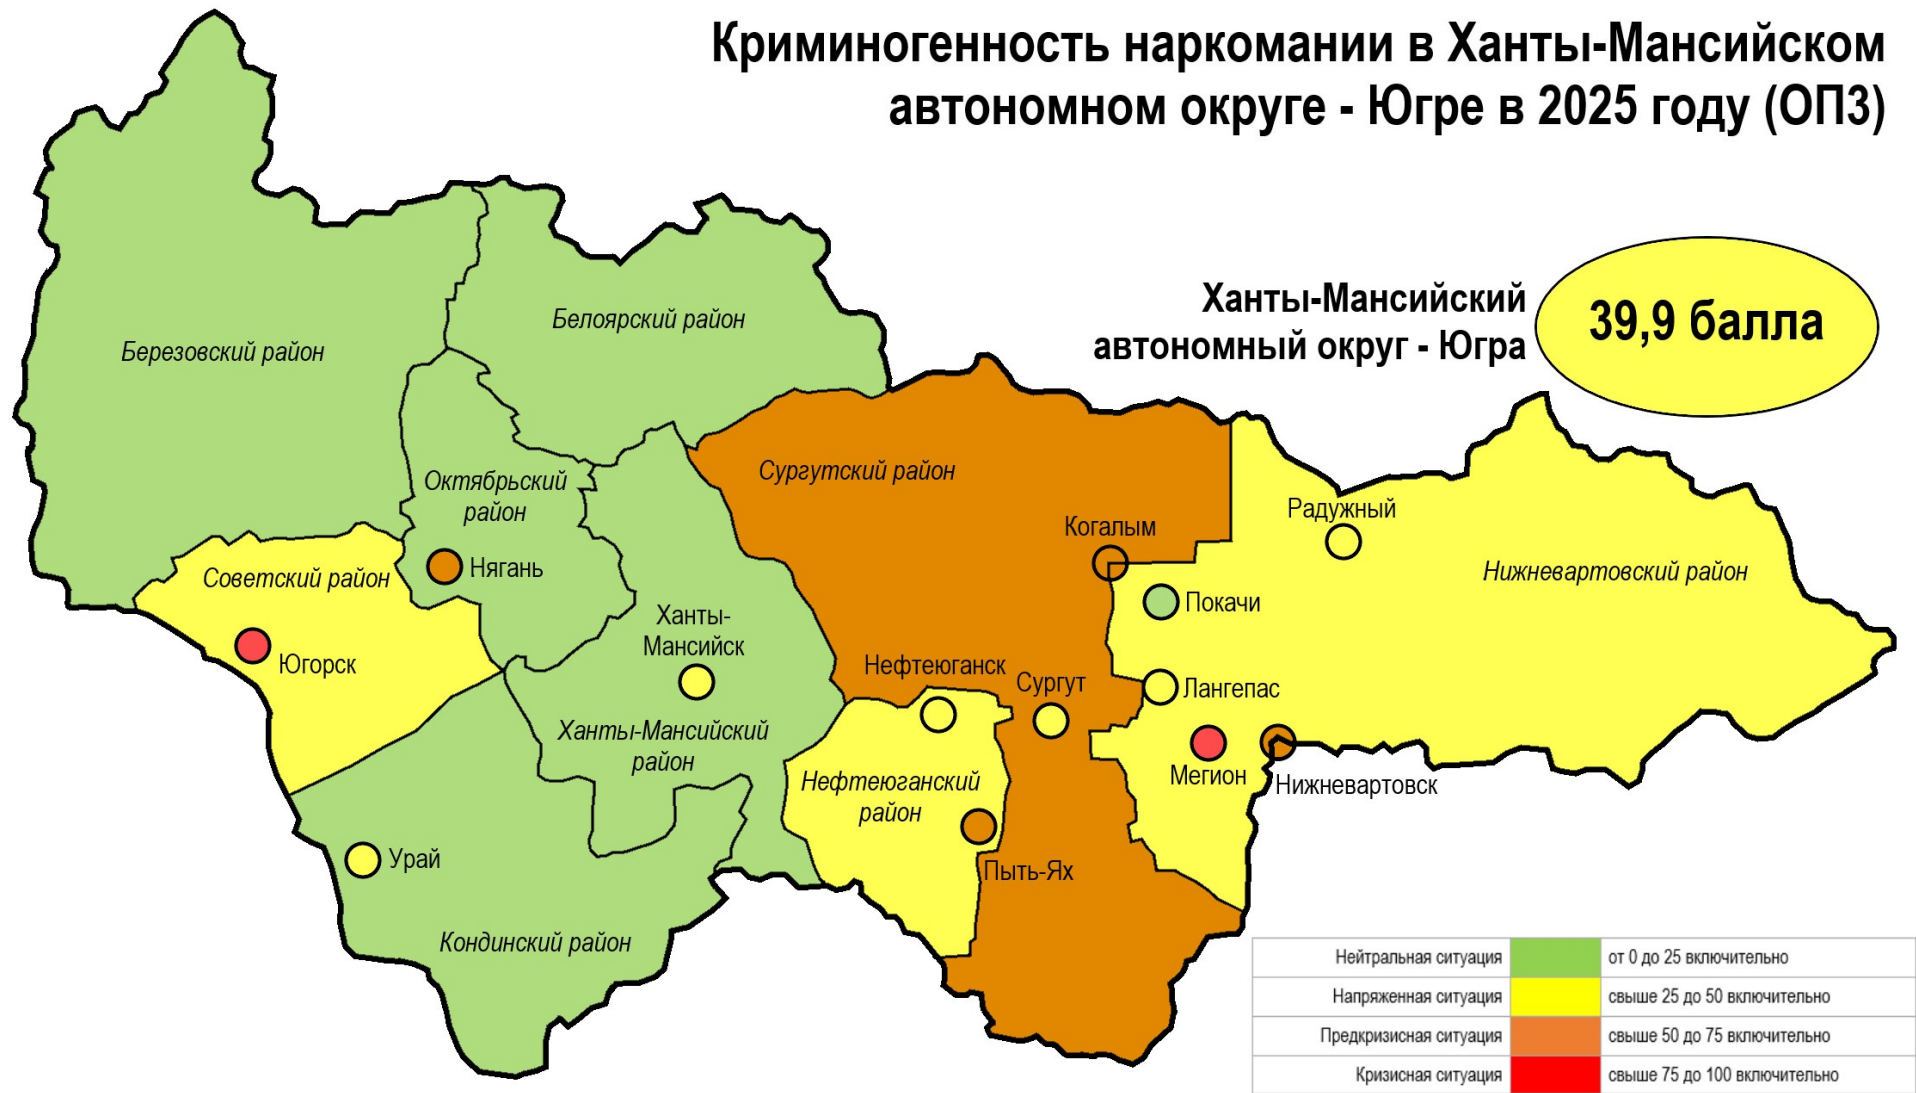 Криминогенность наркомании в Ханты-Мансийском
автономном округе - Югре в 2025 году (ОП3)
Ханты-Мансийский
автономный округ - Югра
39,9 балла
Березовский район
Белоярский район
Октябрьский
район
Сургутский район
Когалым
Радужный
Нижневартовский район
Советский район
Нягань
Покачи
Югорск
Ханты-
Мансийск
Нефтеюганск
Сургут
Лангепас
Ханты-Мансийский
район
Нефтеюганский
район
Мегион
Нижневартовск
Урай
Пыть-Ях
Кондинский район
Нейтральная ситуация от 0 до 25 включительно
Напряженная ситуация свыше 25 до 50 включительно
Предкризисная ситуация свыше 50 до 75 включительно
Кризисная ситуация свыше 75 до 100 включительно